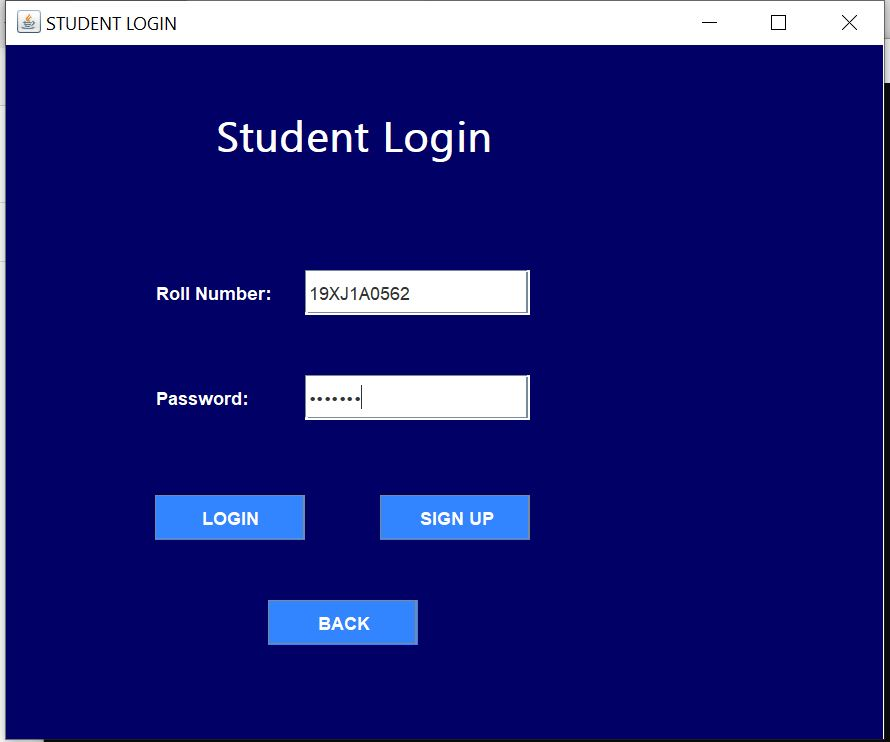 STUDENT LOGIN
Student Login
Roll Number: 19XJ1A0562
Password: •••••••
LOGIN SIGN UP
BACK